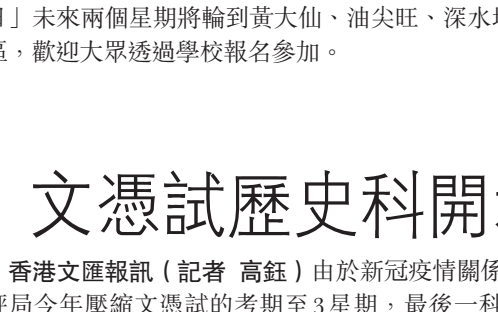 」未來兩個星期將輪到黃大仙、油尖旺、深水
區，歡迎大眾透過學校報名參加。
文憑試歷史科開
香港文匯報訊（記者 高鈺）由於新冠疫情關係
評局今年壓縮文憑試的考期至3星期，最後一科